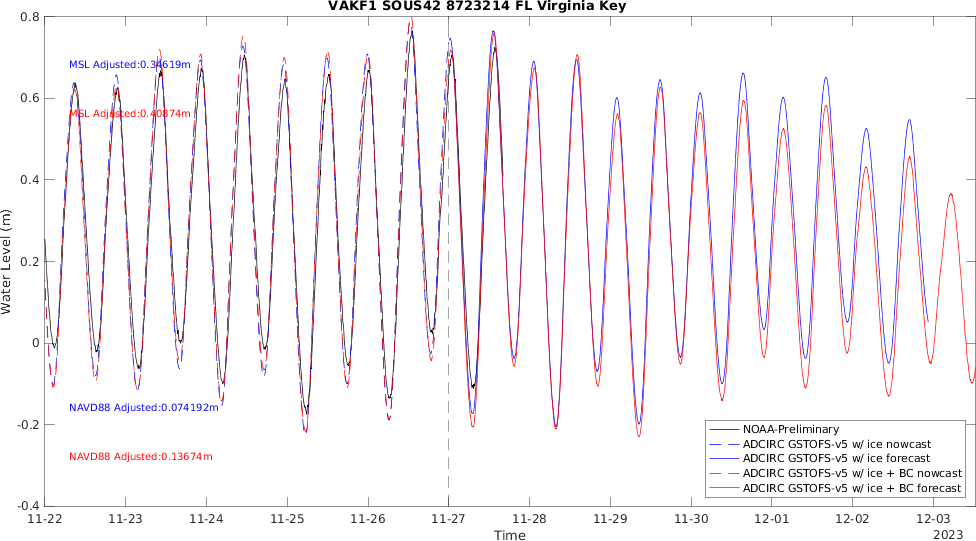 VAKF1 SOUS42 8723214 FL Virginia Key
Water Level (m)
0.8
0.6
0.4
0.2
0
-0.2
-0.4
MSL Adjusted:0.34619m
MSL Adjusted:0.40874m
NAVD88 Adjusted:0.074192m
NAVD88 Adjusted:0.13674m
NOAA-Preliminary
ADCIRC GSTOFS-v5 w/ ice nowcast
ADCIRC GSTOFS-v5 w/ ice forecast
ADCIRC GSTOFS-v5 w/ ice + BC nowcast
ADCIRC GSTOFS-v5 w/ ice + BC forecast
11-22 11-23 11-24 11-25 11-26 11-27 11-28 11-29 11-30 12-01 12-02 12-03
Time
2023